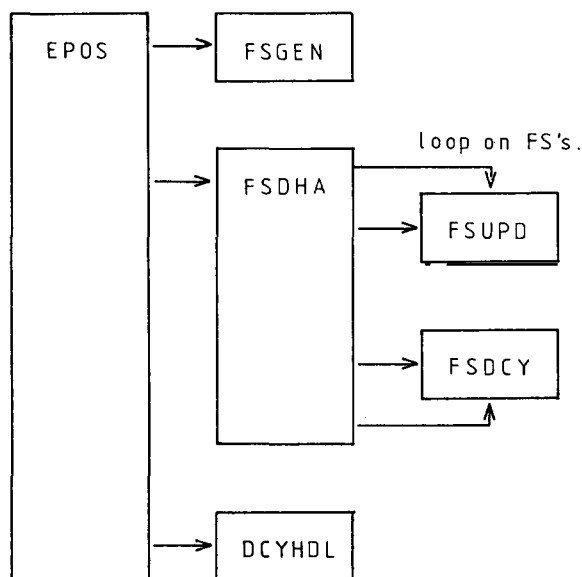 EPOS
FSGEN
loop on FS's.
FSDHA
FSUPD
FSDCY
DCYHDL